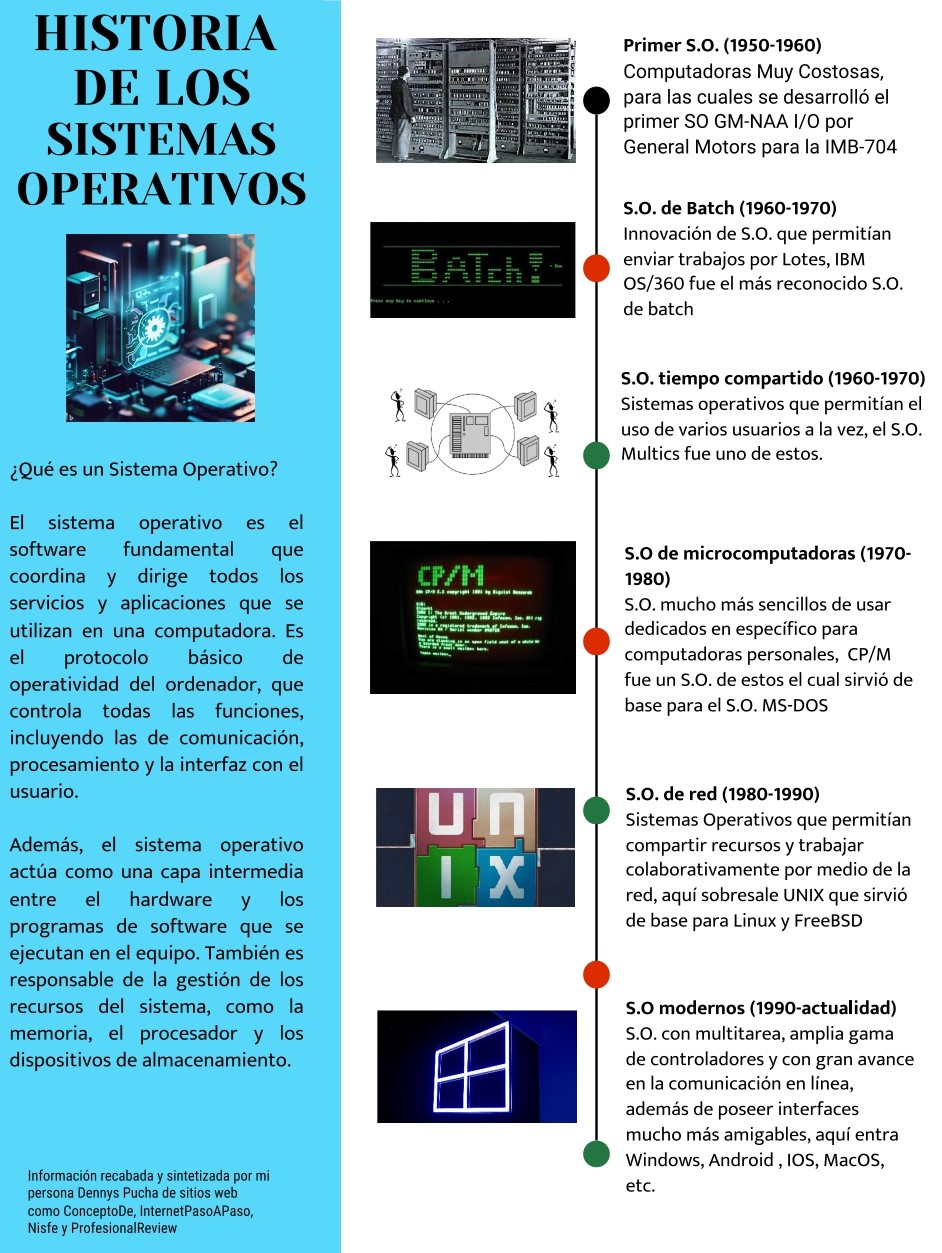 HISTORIA
DE LOS
SISTEMAS
OPERATIVOS
¿Qué es un Sistema Operativo?
El sistema operativo es el
software fundamental que
coordina y dirige todos los
servicios y aplicaciones que se
utilizan en una computadora. Es
el protocolo básico de
operatividad del ordenador, que
controla todas las funciones,
incluyendo las de comunicación,
procesamiento y la interfaz con el
usuario.
Además, el sistema operativo
actúa como una capa intermedia
entre el hardware y los
programas de software que se
ejecutan en el equipo. También es
responsable de la gestión de los
recursos del sistema, como la
memoria, el procesador y los
dispositivos de almacenamiento.
Información recabada y sintetizada por mi
persona Dennys Pucha de sitios web
como ConceptoDe, InternetPasoAPaso,
Nisfe y ProfesionalReview
Primer S.O. (1950-1960)
Computadoras Muy Costosas,
para las cuales se desarrolló el
primer SO GM-NAA I/O por
General Motors para la IMB-704
BATch!
Press any key to continue . . .
S.O. de Batch (1960-1970)
Innovación de S.O. que permitían
enviar trabajos por Lotes, IBM
OS/360 fue el más reconocido S.O.
de batch
S.O. tiempo compartido (1960-1970)
Sistemas operativos que permitían el
uso de varios usuarios a la vez, el S.O.
Multics fue uno de estos.
CP/M
S.O de microcomputadoras (1970-
1980)
S.O. mucho más sencillos de usar
dedicados en específico para
computadoras personales, CP/M
fue un S.O. de estos el cual sirvió de
base para el S.O. MS-DOS
UN
IX
S.O. de red (1980-1990)
Sistemas Operativos que permitían
compartir recursos y trabajar
colaborativamente por medio de la
red, aquí sobresale UNIX que sirvió
de base para Linux y FreeBSD
S.O modernos (1990-actualidad)
S.O. con multitarea, amplia gama
de controladores y con gran avance
en la comunicación en línea,
además de poseer interfaces
mucho más amigables, aquí entra
Windows, Android , IOS, MacOS,
etc.